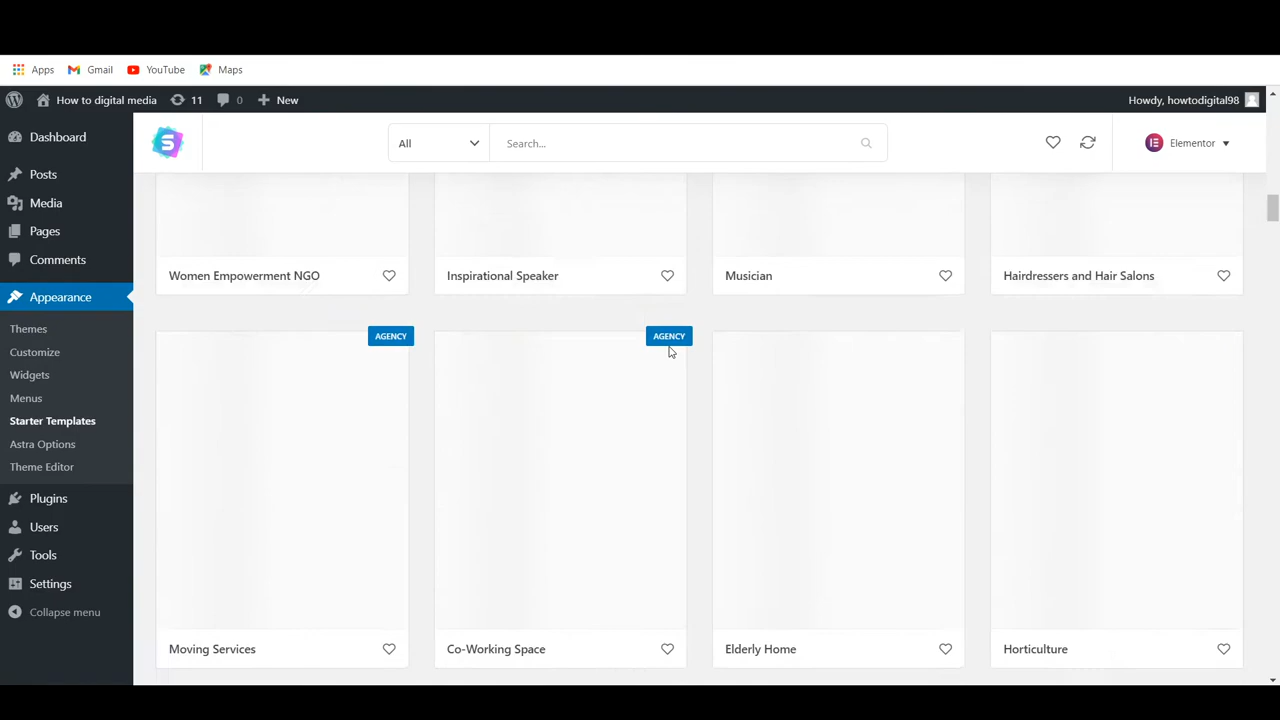 Apps Gmail YouTube Maps
How to digital media 11 0 New Howdy, howtodigital98
Dashboard
Posts
Media
Pages
Comments
Appearance
Themes
Customize
Widgets
Menus
Starter Templates
Astra Options
Theme Editor
Plugins
Users
Tools
Settings
Collapse menu
All Search... Elementor
Women Empowerment NGO Inspirational Speaker Musician Hairdressers and Hair Salons
AGENCY AGENCY
Moving Services Co-Working Space Elderly Home Horticulture